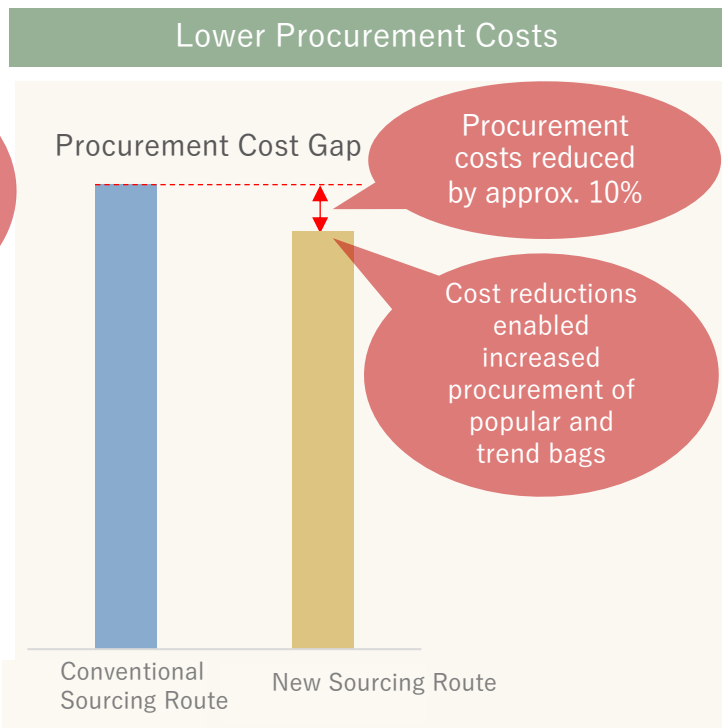 Lower Procurement Costs
Procurement Cost Gap
Procurement
costs reduced
by approx. 10%
Cost reductions
enabled
increased
procurement of
popular and
trend bags
Conventional
Sourcing Route
New Sourcing Route